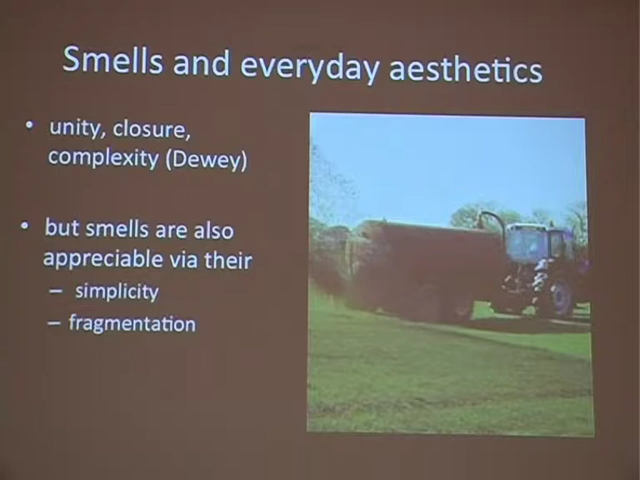 Smells and everyday aesthetics
• unity, closure,
complexity (Dewey)
• but smells are also
appreciable via their
– simplicity
– fragmentation